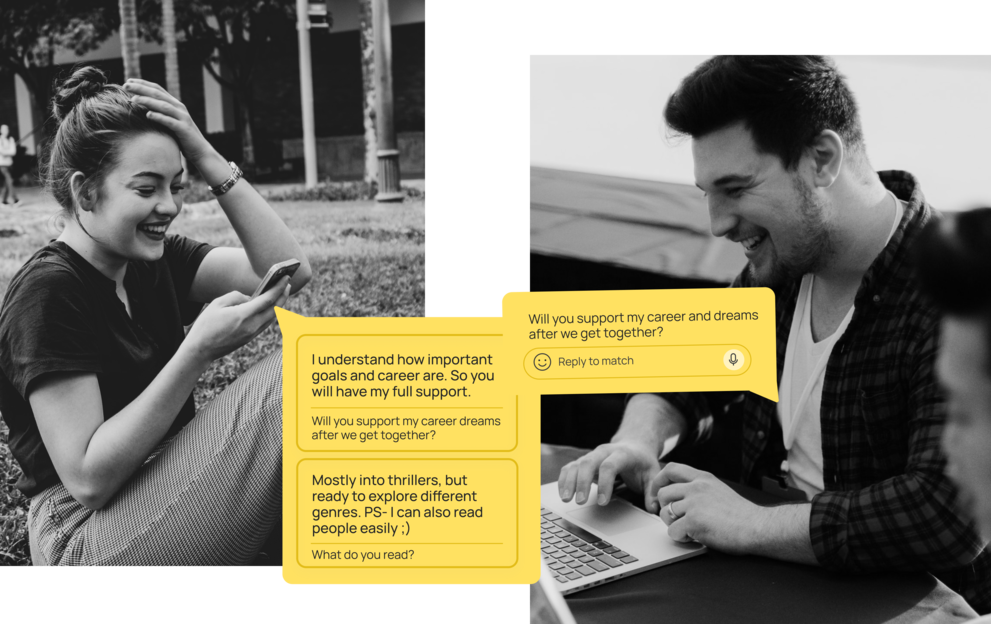 I understand how important
goals and career are. So you
will have my full support.
Will you support my career dreams
after we get together?
Mostly into thrillers, but
ready to explore different
genres. PS- I can also read
people easily ;)
What do you read?
Will you support my career and dreams
after we get together?
Reply to match